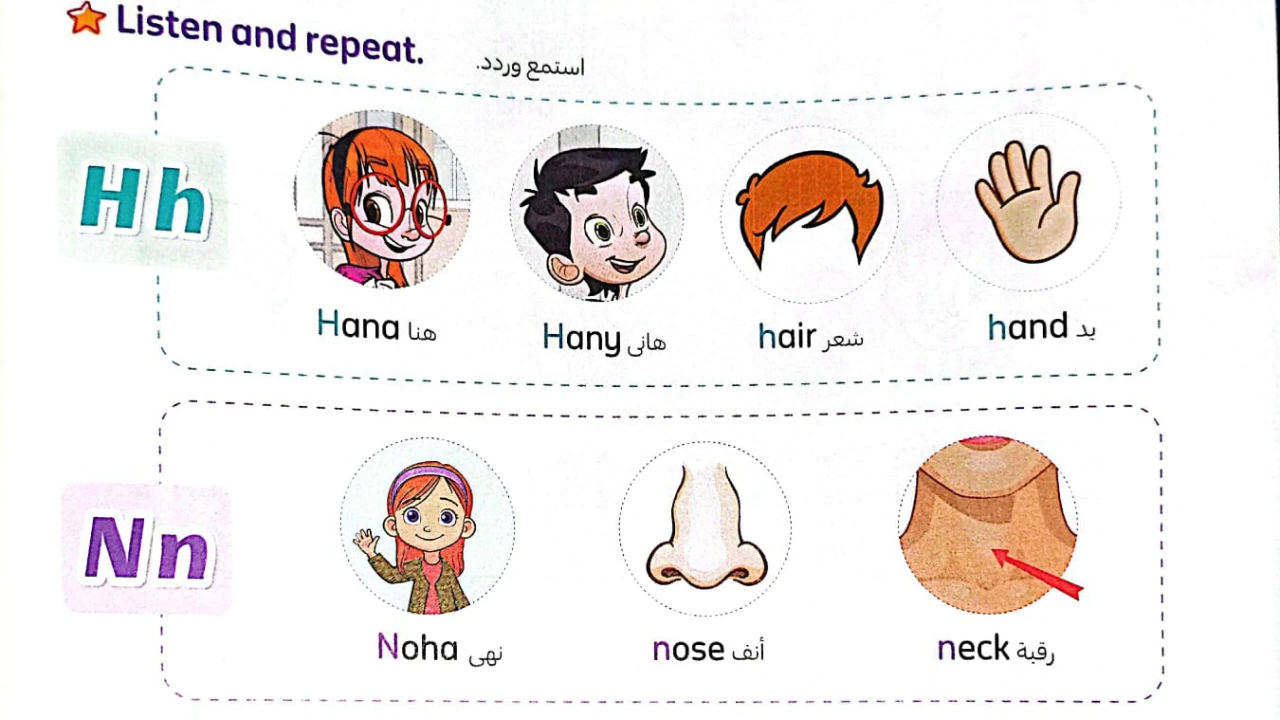 Listen and repeat. استمع وردد.
Hh
Hana هنا Hany هانى hair شعر hand يد
Nn
Noha نهى nose أنف neck رقبة